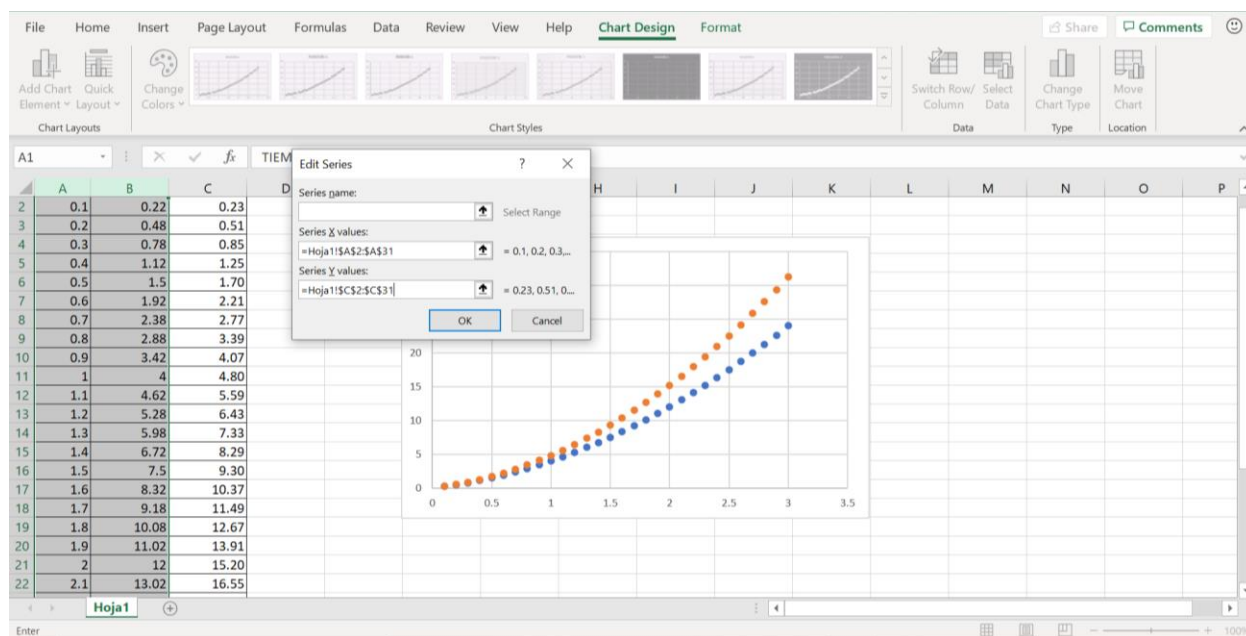 File Home Insert Page Layout Formulas Data Review View Help Chart Design Format Share Comments
Add Chart Element Quick Layout Change Colors Switch Row/ Column Select Data Change Chart Type Move Chart
Chart Layouts Chart Styles Data Type Location
A1 fx TIEM
Edit Series ? ×
Series name:
Select Range
Series X values:
=Hoja1!$A$2:$A$31 = 0.1, 0.2, 0.3,...
Series Y values:
=Hoja1!$C$2:$C$31 = 0.23, 0.51, 0....
OK Cancel
A B C D H I J K L M N O P
2 0.1 0.22 0.23
3 0.2 0.48 0.51
4 0.3 0.78 0.85
5 0.4 1.12 1.25
6 0.5 1.5 1.70
7 0.6 1.92 2.21
8 0.7 2.38 2.77
9 0.8 2.88 3.39
10 0.9 3.42 4.07
11 1 4 4.80
12 1.1 4.62 5.59
13 1.2 5.28 6.43
14 1.3 5.98 7.33
15 1.4 6.72 8.29
16 1.5 7.5 9.30
17 1.6 8.32 10.37
18 1.7 9.18 11.49
19 1.8 10.08 12.67
20 1.9 11.02 13.91
21 2 12 15.20
22 2.1 13.02 16.55
20
15
10
5
0
0 0.5 1 1.5 2 2.5 3 3.5
Hoja1
Enter 100%